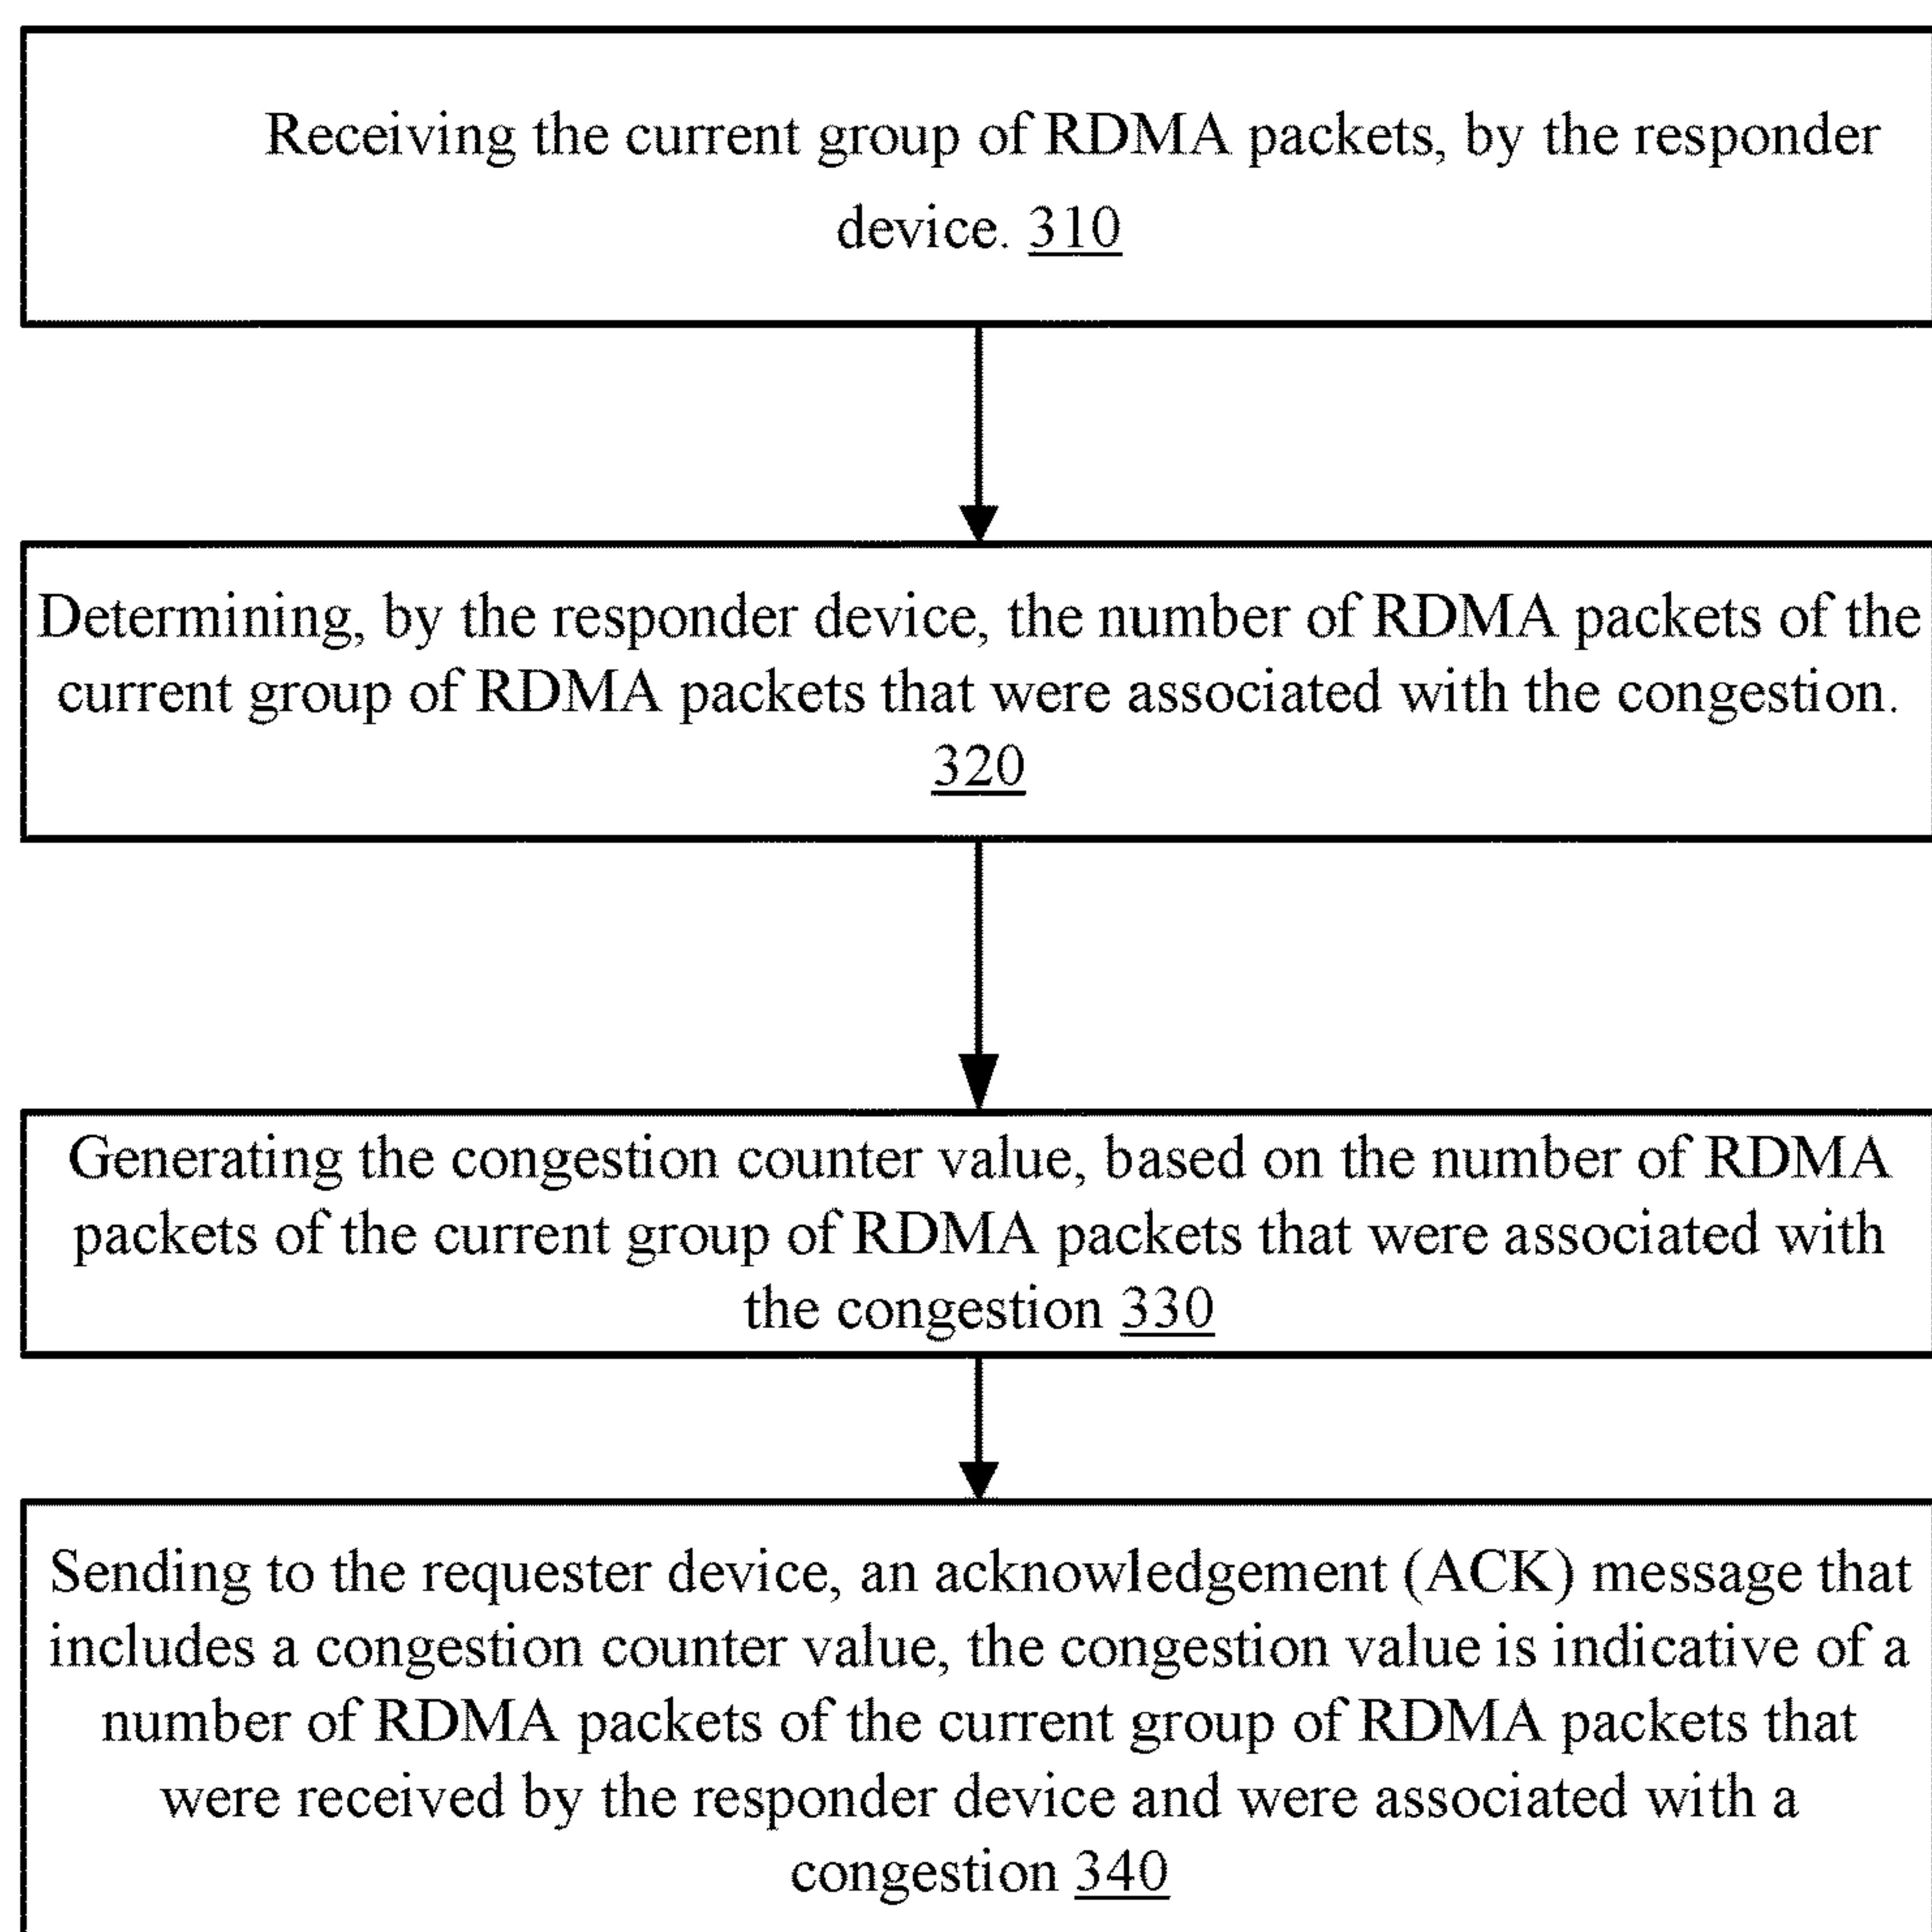 Receiving the current group of RDMA packets, by the responder
device. 310
Determining, by the responder device, the number of RDMA packets of the
current group of RDMA packets that were associated with the congestion.
320
Generating the congestion counter value, based on the number of RDMA
packets of the current group of RDMA packets that were associated with
the congestion 330
Sending to the requester device, an acknowledgement (ACK) message that
includes a congestion counter value, the congestion value is indicative of a
number of RDMA packets of the current group of RDMA packets that
were received by the responder device and were associated with a
congestion 340